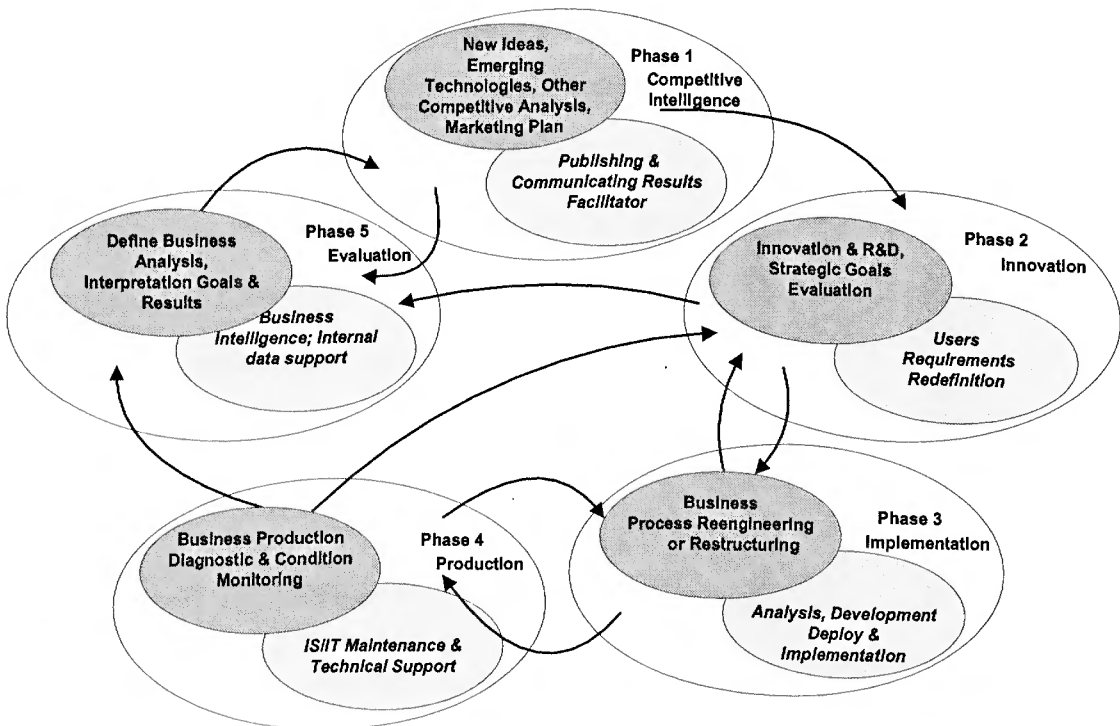 New Ideas,
Emerging
Technologies, Other
Competitive Analysis,
Marketing Plan
Phase 1
Competitive
Intelligence
Publishing &
Communicating Results
Facilitator
Define Business
Analysis,
Interpretation Goals &
Results
Phase 5
Evaluation
Business
Intelligence; Internal
data support
Innovation & R&D,
Strategic Goals
Evaluation
Phase 2
Innovation
Users
Requirements
Redefinition
Business Production
Diagnostic & Condition
Monitoring
Phase 4
Production
IS/IT Maintenance &
Technical Support
Business
Process Reengineering
or Restructuring
Phase 3
Implementation
Analysis, Development
Deploy &
Implementation